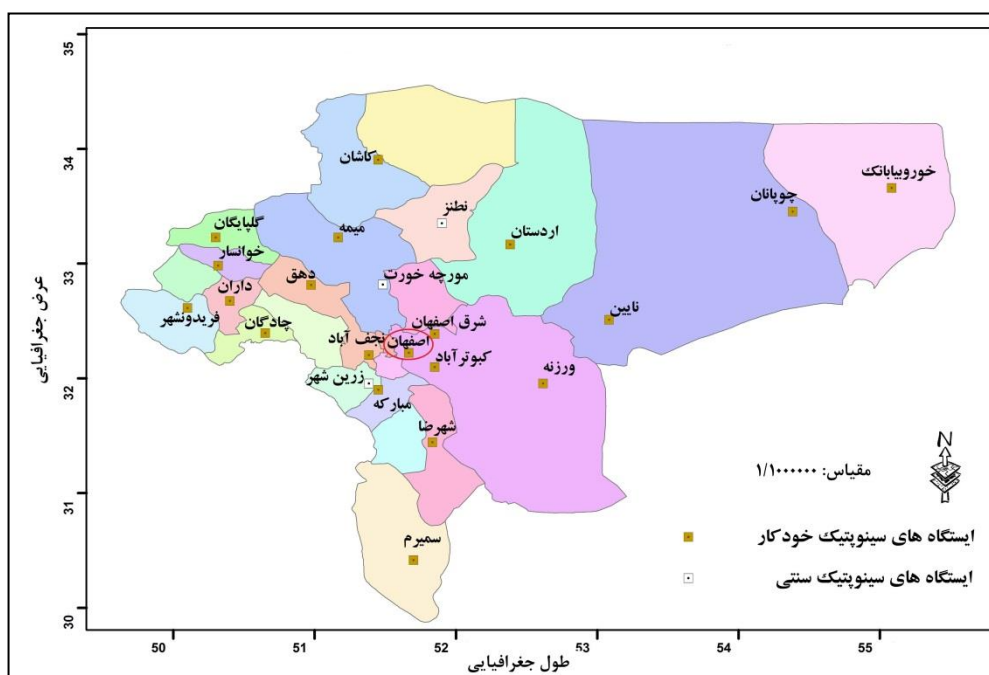 35
34
33
32
31
30
عرض جغرافیایی
کاشان
خوروبیابانک
چوپانان
نطنز
گلپایگان
میمه
اردستان
خوانسار
دهق
مورچه خورت
داران
نایین
فریدونشهر
چادگان
شرق اصفهان
نجف آباد
اصفهان
کبوترآباد
ورزنه
زرین شهر
مبارکه
شهرضا
سمیرم
N
مقیاس: ۱/۱۰۰۰۰۰۰
ایستگاه های سینوپتیک خودکار
ایستگاه های سینوپتیک سنتی
50 51 52 53 54 55
طول جغرافیایی